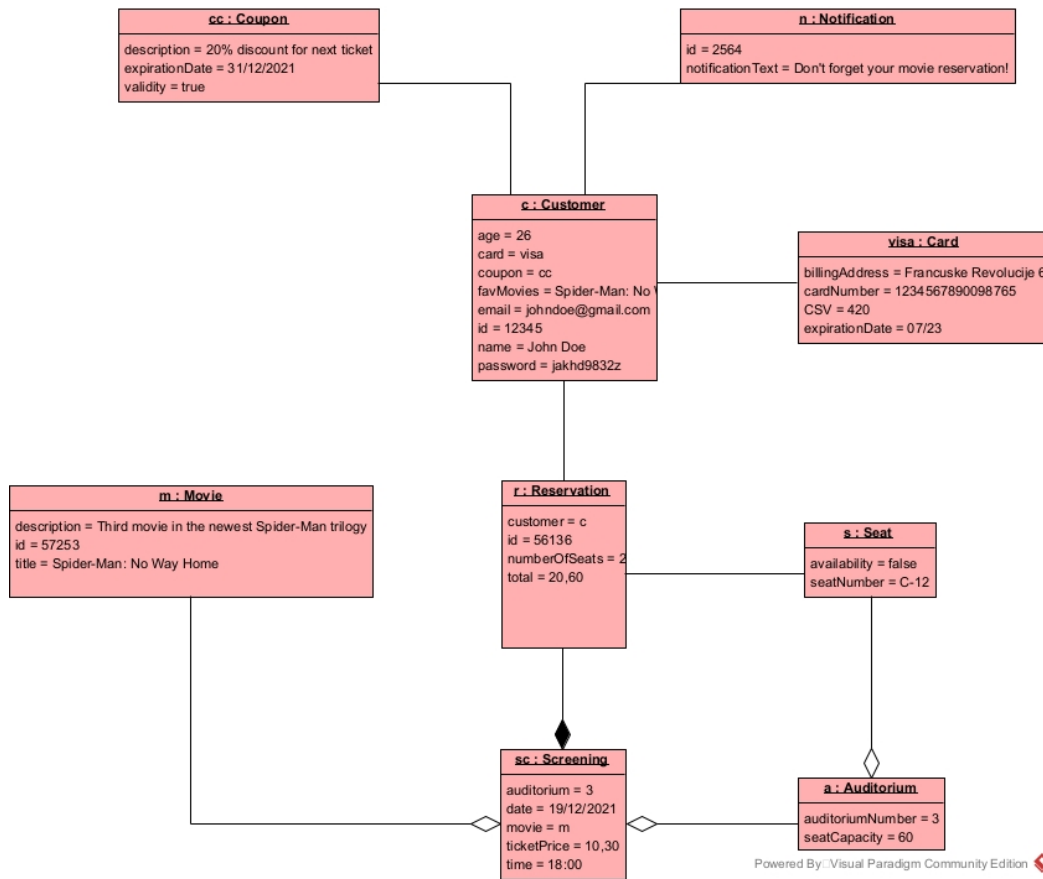 cc : Coupon
description = 20% discount for next ticket
expirationDate = 31/12/2021
validity = true
n : Notification
id = 2564
notificationText = Don't forget your movie reservation!
c : Customer
age = 26
card = visa
coupon = cc
favMovies = Spider-Man: No
email = johndoe@gmail.com
id = 12345
name = John Doe
password = jakhd9832z
visa : Card
billingAddress = Francuske Revolucije 6
cardNumber = 1234567890098765
CSV = 420
expirationDate = 07/23
m : Movie
description = Third movie in the newest Spider-Man trilogy
id = 57253
title = Spider-Man: No Way Home
r : Reservation
customer = c
id = 56136
numberOfSeats = 2
total = 20,60
s : Seat
availability = false
seatNumber = C-12
sc : Screening
auditorium = 3
date = 19/12/2021
movie = m
ticketPrice = 10,30
time = 18:00
a : Auditorium
auditoriumNumber = 3
seatCapacity = 60
Powered By Visual Paradigm Community Edition